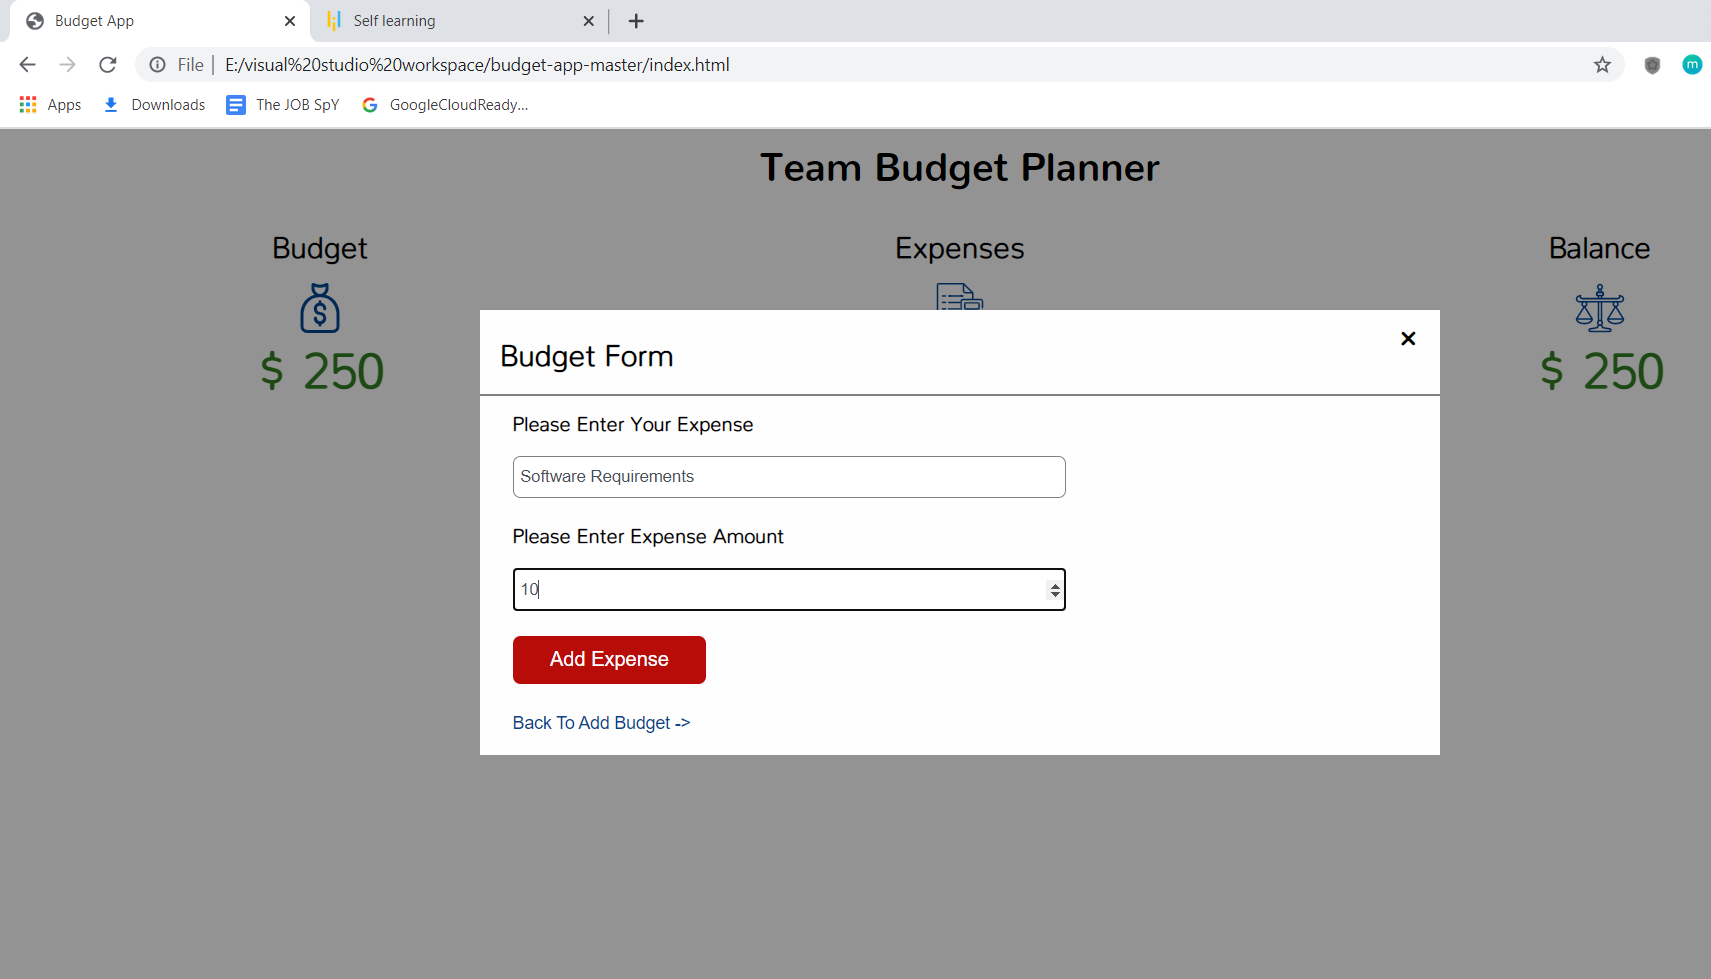 Budget App
Self learning
File | E:/visual%20studio%20workspace/budget-app-master/index.html
m
Apps
Downloads
The JOB SpY
GoogleCloudReady...
Team Budget Planner
Budget
Expenses
Balance
$ 250
$ 250
Budget Form
Please Enter Your Expense
Software Requirements
Please Enter Expense Amount
10
Add Expense
Back To Add Budget ->